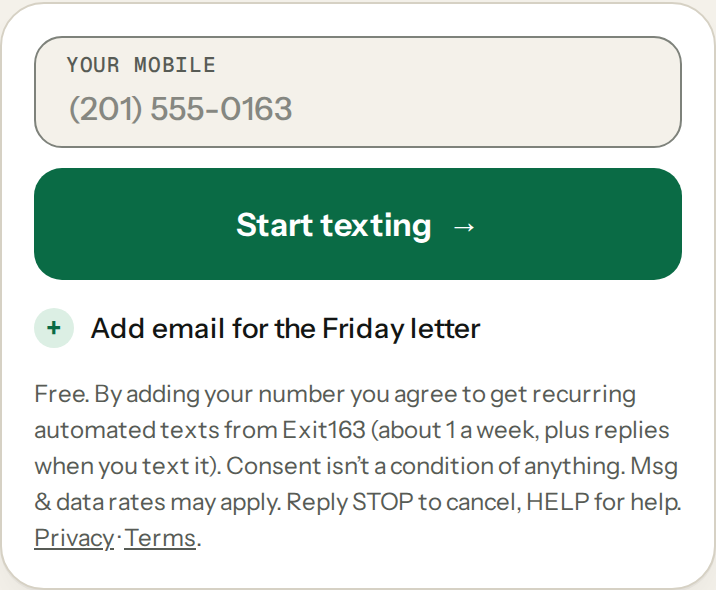 YOUR MOBILE
(201) 555-0163
Start texting →
+ Add email for the Friday letter
Free. By adding your number you agree to get recurring
automated texts from Exit163 (about 1 a week, plus replies
when you text it). Consent isn’t a condition of anything. Msg
& data rates may apply. Reply STOP to cancel, HELP for help.
Privacy · Terms.